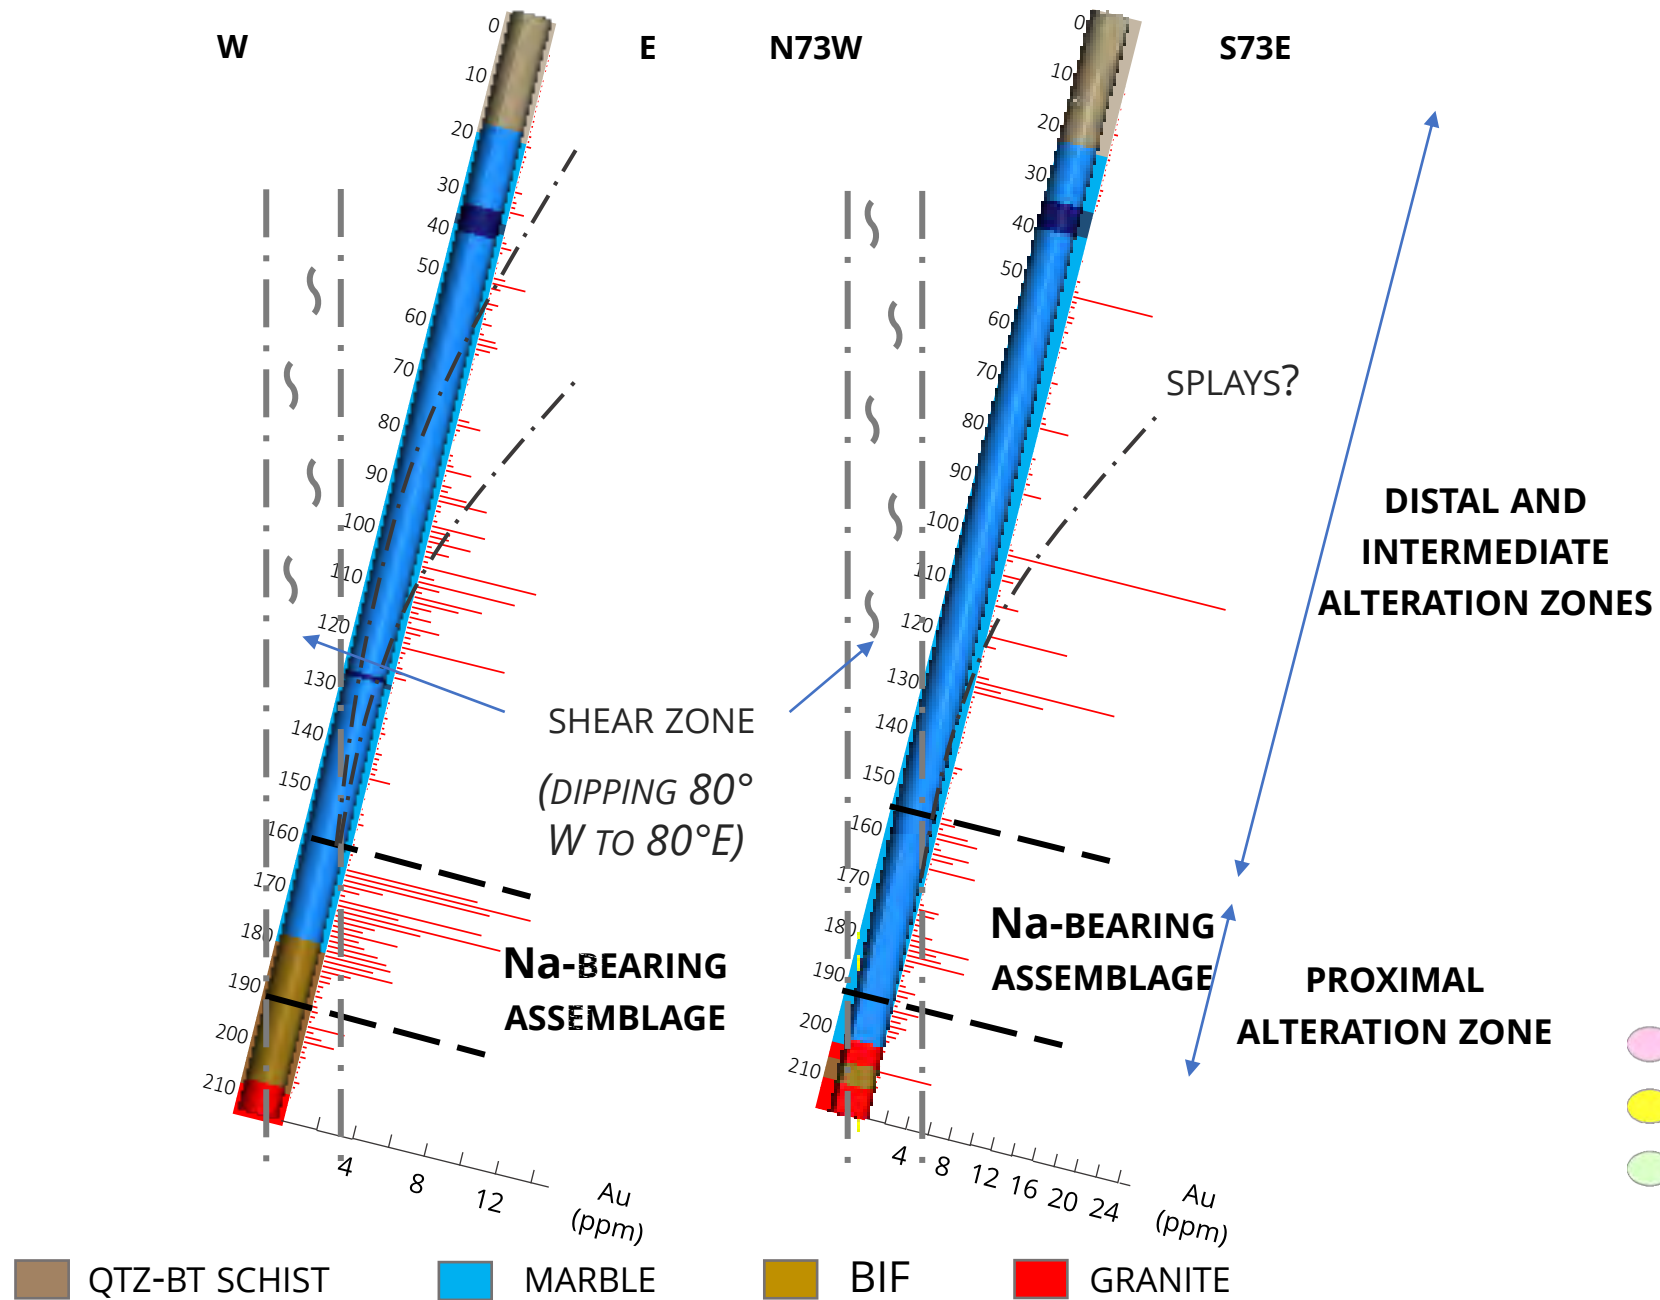 W
E
N73W
S73E
0
10
20
30
40
50
60
70
80
90
100
110
120
130
140
150
160
170
180
190
200
210
0
10
20
30
40
50
60
70
80
90
100
110
120
130
140
150
160
170
180
190
200
210
SPLAYS?
DISTAL AND
INTERMEDIATE
ALTERATION ZONES
SHEAR ZONE
(DIPPING 80°
W TO 80°E)
Na-BEARING
ASSEMBLAGE
Na-BEARING
ASSEMBLAGE
PROXIMAL
ALTERATION ZONE
4 8 12
Au
(ppm)
4 8 12 16 20 24
Au
(ppm)
QTZ-BT SCHIST
MARBLE
BIF
GRANITE